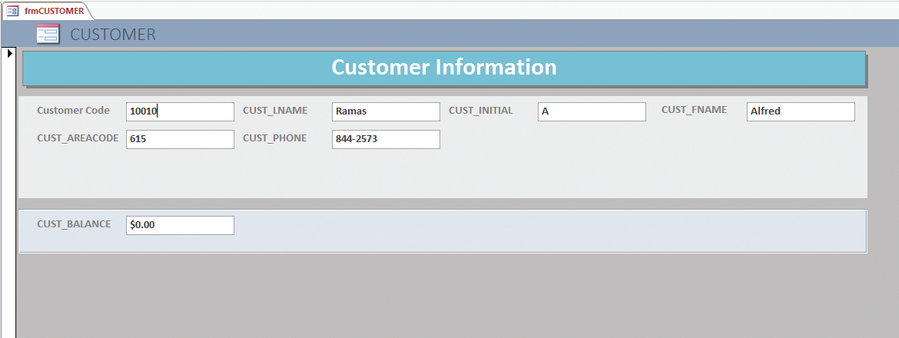 frmCUSTOMER
CUSTOMER
Customer Information
Customer Code 10010 CUST_LNAME Ramas CUST_INITIAL A CUST_FNAME Alfred
CUST_AREACODE 615 CUST_PHONE 844-2573
CUST_BALANCE $0.00